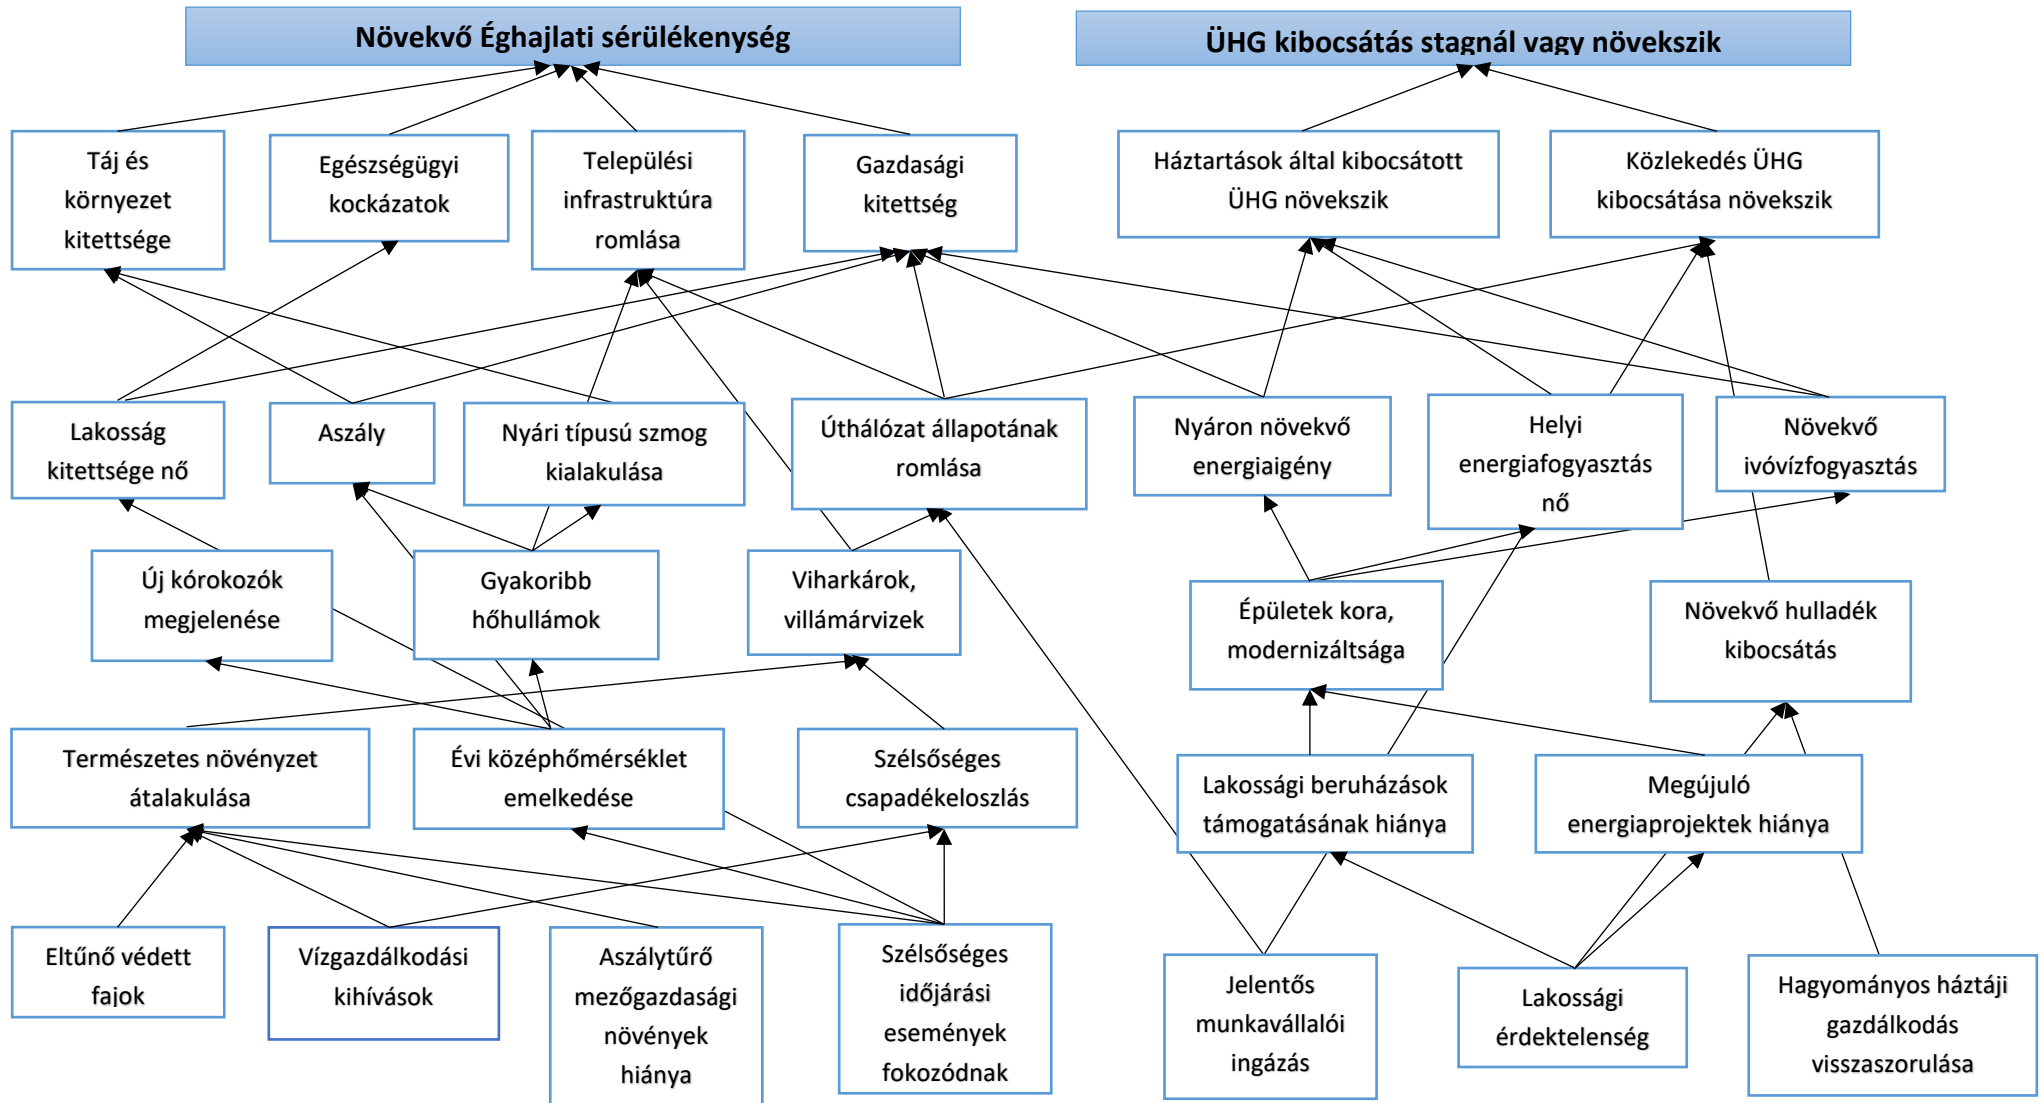 Növekvő Éghajlati sérülékenység
ÜHG kibocsátás stagnál vagy növekszik
Táj és
környezet
kitettsége
Egészségügyi
kockázatok
Települési
infrastruktúra
romlása
Gazdasági
kitettség
Háztartások által kibocsátott
ÜHG növekszik
Közlekedés ÜHG
kibocsátása növekszik
Lakosság
kitettsége nő
Aszály
Nyári típusú szmog
kialakulása
Úthálózat állapotának
romlása
Nyáron növekvő
energiaigény
Helyi
energiafogyasztás
nő
Növekvő
ivóvízfogyasztás
Új kórokozók
megjelenése
Gyakoribb
hőhullámok
Viharkárok,
villámárvizek
Épületek kora,
modernizáltsága
Növekvő hulladék
kibocsátás
Természetes növényzet
átalakulása
Évi középhőmérséklet
emelkedése
Szélsőséges
csapadékeloszlás
Lakossági beruházások
támogatásának hiánya
Megújuló
energiaprojektek hiánya
Eltűnő védett
fajok
Vízgazdálkodási
kihívások
Aszálytűrő
mezőgazdasági
növények
hiánya
Szélsőséges
időjárási
események
fokozódnak
Jelentős
munkavállalói
ingázás
Lakossági
érdektelenség
Hagyományos háztáji
gazdálkodás
visszaszorulása